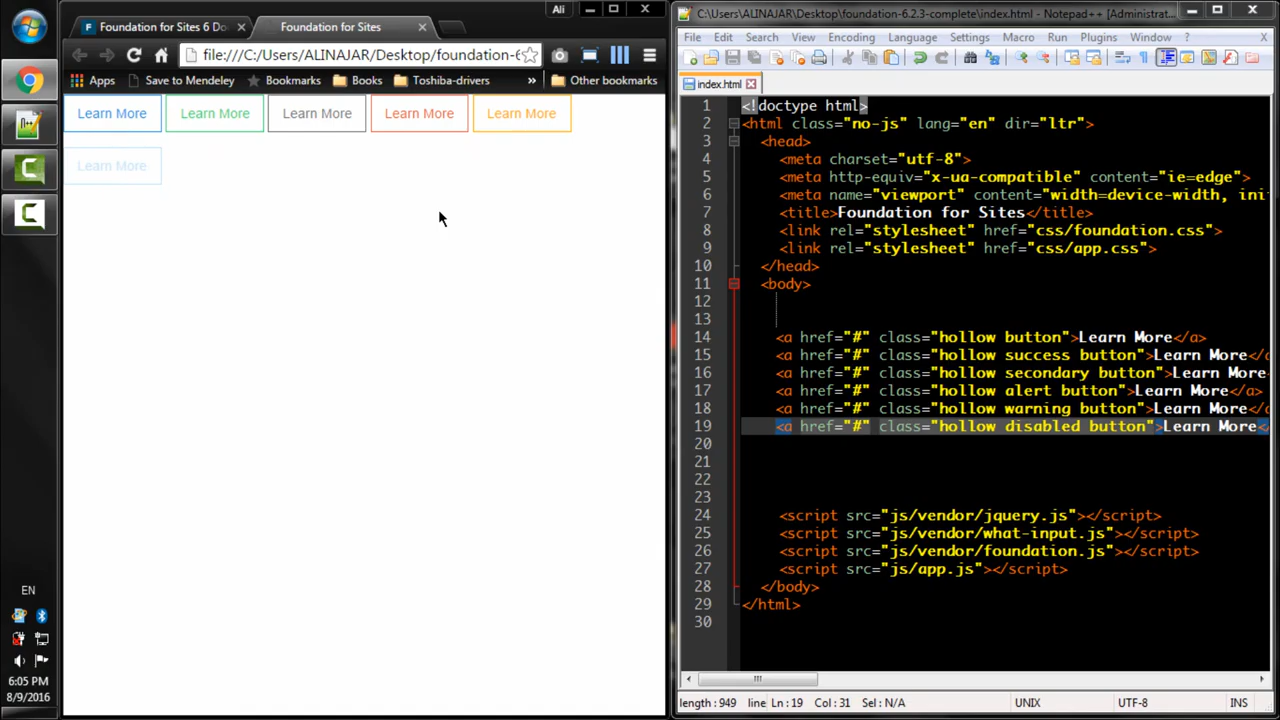 Foundation for Sites 6 Do
Foundation for Sites
Ali
file:///C:/Users/ALINAJAR/Desktop/foundation-6
Apps
Save to Mendeley
Bookmarks
Books
Toshiba-drivers
»
Other bookmarks
Learn More
Learn More
Learn More
Learn More
Learn More
Learn More
EN
6:05 PM
8/9/2016
C:\Users\ALINAJAR\Desktop\foundation-6.2.3-complete\index.html - Notepad++ [Administrat...
File Edit Search View Encoding Language Settings Macro Run Plugins Window ? X
index.html
1 <!doctype html>
2 <html class="no-js" lang="en" dir="ltr">
3 <head>
4 <meta charset="utf-8">
5 <meta http-equiv="x-ua-compatible" content="ie=edge">
6 <meta name="viewport" content="width=device-width, init
7 <title>Foundation for Sites</title>
8 <link rel="stylesheet" href="css/foundation.css">
9 <link rel="stylesheet" href="css/app.css">
10 </head>
11 <body>
12
13
14 <a href="#" class="hollow button">Learn More</a>
15 <a href="#" class="hollow success button">Learn More</a
16 <a href="#" class="hollow secondary button">Learn More
17 <a href="#" class="hollow alert button">Learn More</a>
18 <a href="#" class="hollow warning button">Learn More</a
19 <a href="#" class="hollow disabled button">Learn More</
20
21
22
23
24 <script src="js/vendor/jquery.js"></script>
25 <script src="js/vendor/what-input.js"></script>
26 <script src="js/vendor/foundation.js"></script>
27 <script src="js/app.js"></script>
28 </body>
29 </html>
30
length : 949 line Ln : 19 Col : 31 Sel : N/A UNIX UTF-8 INS